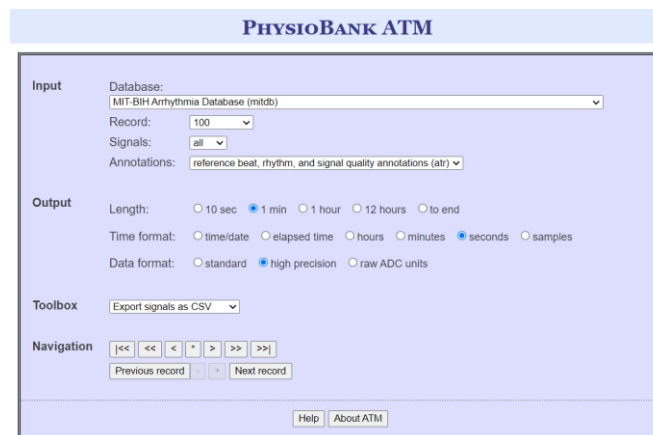 PHYSIOBANK ATM
Input
Database:
MIT-BIH Arrhythmia Database (mitdb)
Record: 100
Signals: all
Annotations: reference beat, rhythm, and signal quality annotations (atr)
Output
Length: 10 sec 1 min 1 hour 12 hours to end
Time format: time/date elapsed time hours minutes seconds samples
Data format: standard high precision raw ADC units
Toolbox Export signals as CSV
Navigation |<< << < * > >> >>|
Previous record - + Next record
Help About ATM